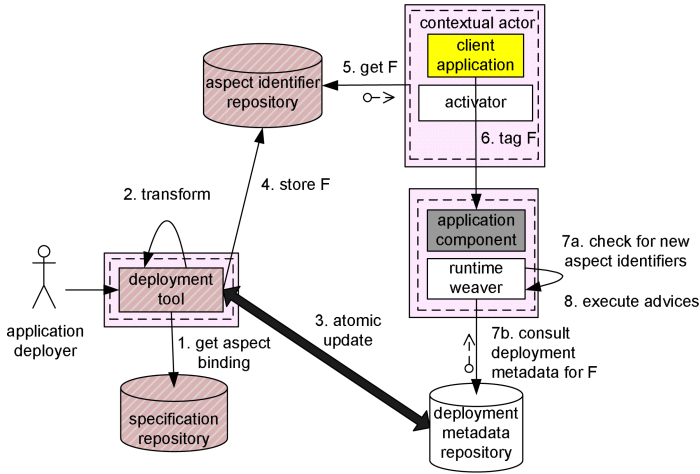 contextual actor
client
application
activator
5. get F
aspect identifier
repository
6. tag F
2. transform
4. store F
application
component
runtime
weaver
7a. check for new
aspect identifiers
8. execute advices
deployment
tool
application
deployer
1. get aspect
binding
3. atomic
update
7b. consult
deployment
metadata for F
specification
repository
deployment
metadata
repository